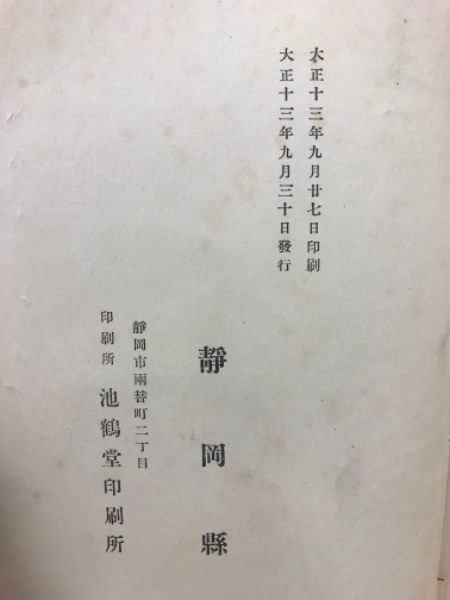 大正十三年九月廿七日印刷
大正十三年九月三十日發行
靜岡縣
靜岡市兩替町二丁目
印刷所 池鶴堂印刷所